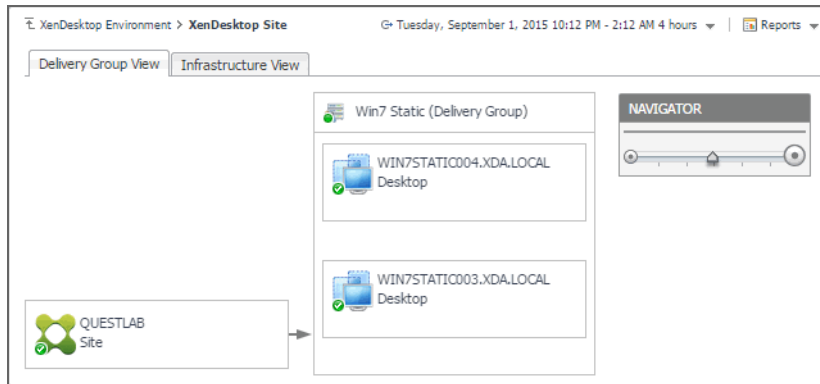 XenDesktop Environment > XenDesktop Site
Tuesday, September 1, 2015 10:12 PM - 2:12 AM 4 hours | Reports
Delivery Group View
Infrastructure View
Win7 Static (Delivery Group)
NAVIGATOR
WIN7STATIC004.XDA.LOCAL
Desktop
WIN7STATIC003.XDA.LOCAL
Desktop
QUESTLAB
Site